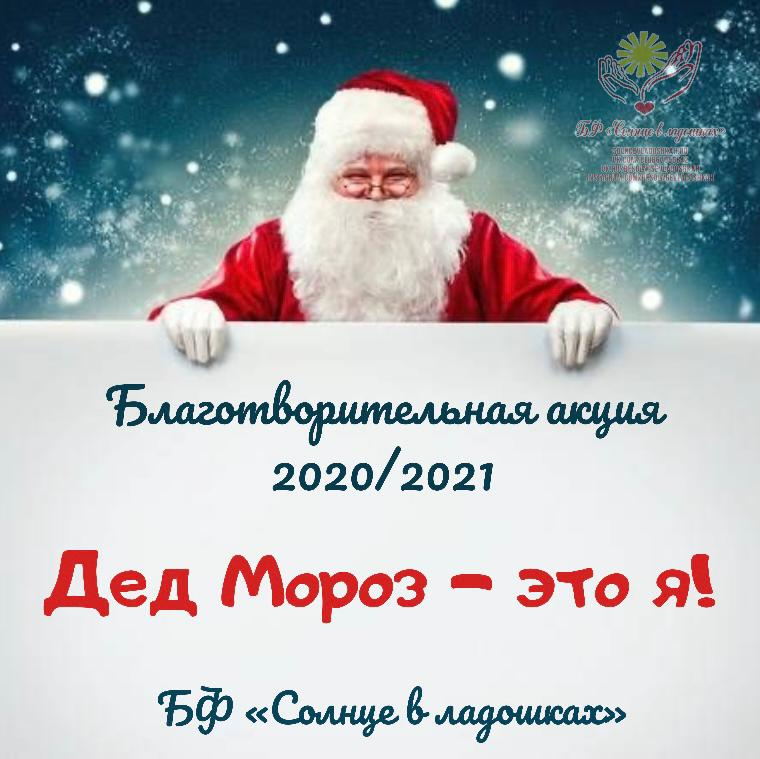 БФ «Солнце в ладошках»
Благотворительная акция
2020/2021
Дед Мороз - это я!
БФ «Солнце в ладошках»